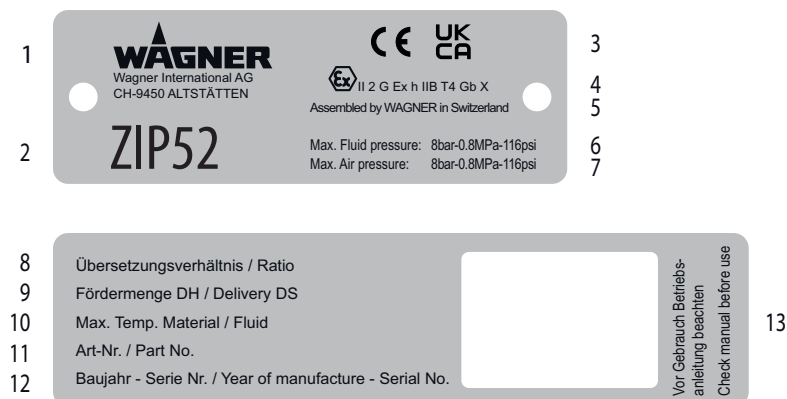 1
WAGNER
Wagner International AG
CH-9450 ALTSTÄTTEN
2
ZIP52
CE UK
CA
3
Ex II 2 G Ex h IIB T4 Gb X
4
Assembled by WAGNER in Switzerland
5
Max. Fluid pressure: 8bar-0.8MPa-116psi
6
Max. Air pressure: 8bar-0.8MPa-116psi
7
8
Übersetzungsverhältnis / Ratio
9
Fördermenge DH / Delivery DS
10
Max. Temp. Material / Fluid
11
Art-Nr. / Part No.
12
Baujahr - Serie Nr. / Year of manufacture - Serial No.
Vor Gebrauch Betriebs-
anleitung beachten
Check manual before use
13